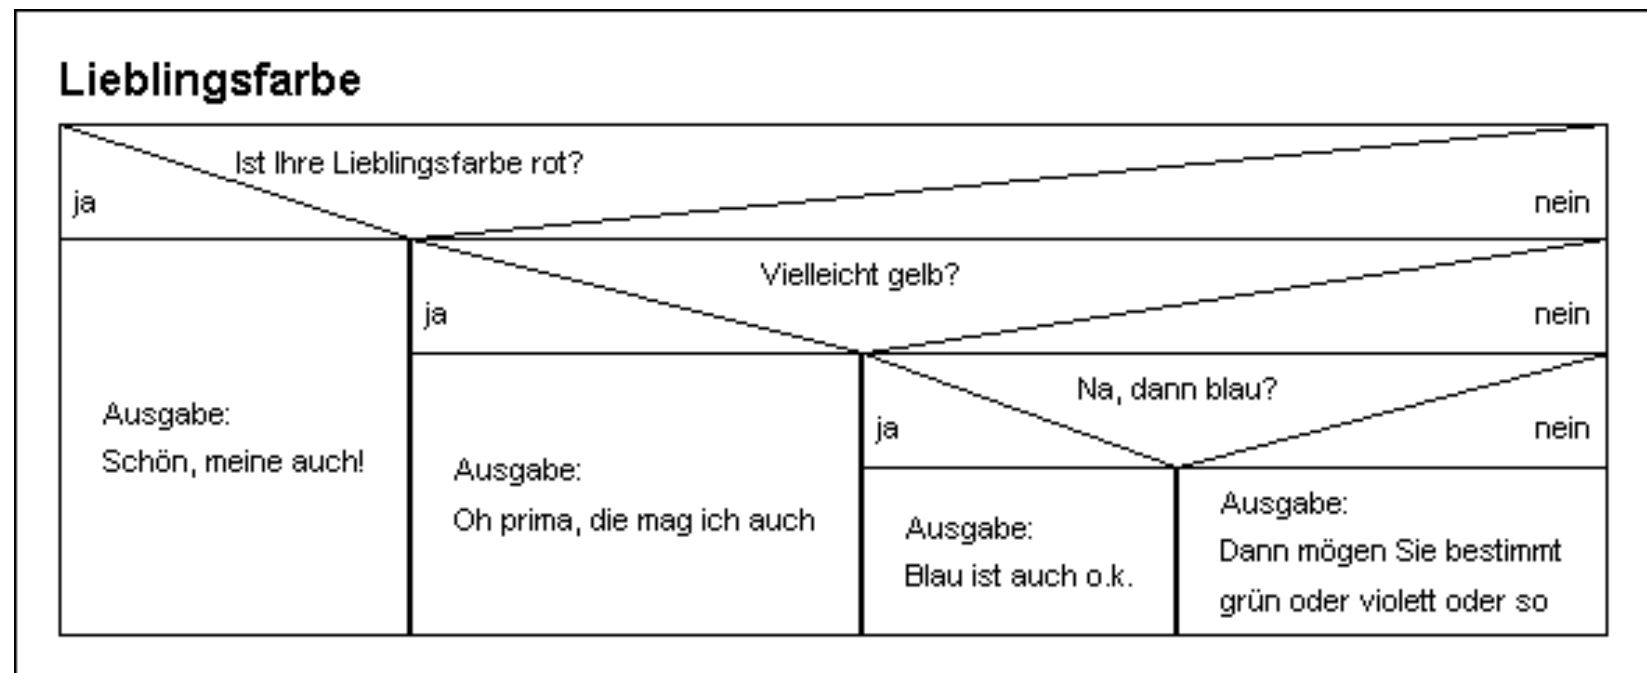 Lieblingsfarbe
Ist Ihre Lieblingsfarbe rot?
ja
nein
Vielleicht gelb?
ja
nein
Na, dann blau?
ja
nein
Ausgabe:
Schön, meine auch!
Ausgabe:
Oh prima, die mag ich auch
Ausgabe:
Blau ist auch o.k.
Ausgabe:
Dann mögen Sie bestimmt
grün oder violett oder so